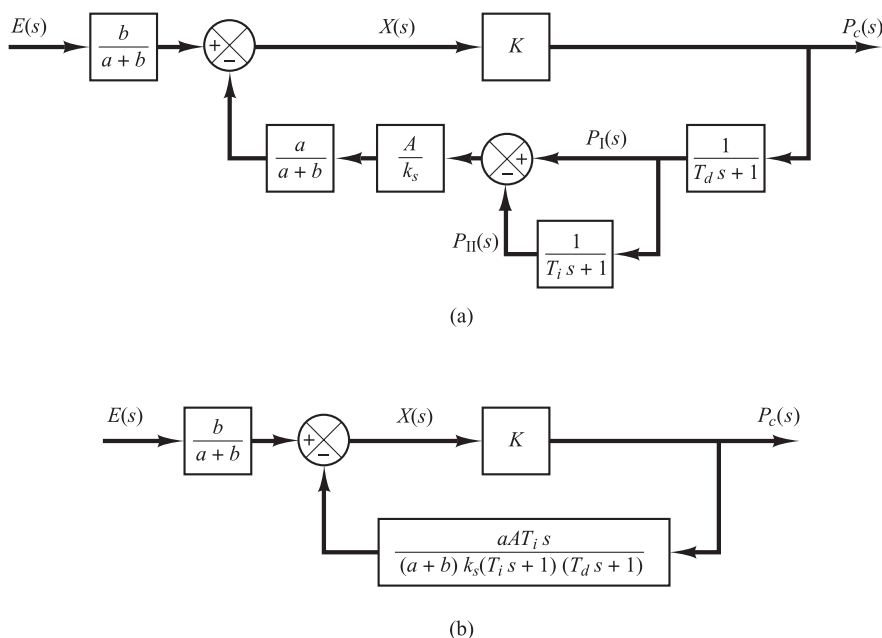 E(s) b/(a + b) + − X(s) K P_c(s)
a/(a + b) A/k_s + − P_I(s) 1/(T_d s + 1)
P_II(s) 1/(T_i s + 1)
(a)
E(s) b/(a + b) + − X(s) K P_c(s)
aAT_i s/((a + b) k_s(T_i s + 1) (T_d s + 1))
(b)